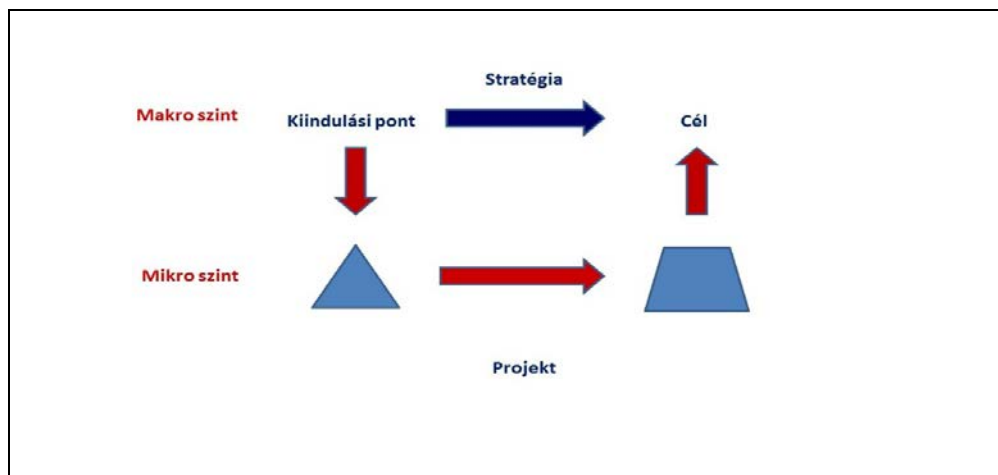 Stratégia
Makro szint
Kiindulási pont
Cél
Mikro szint
Projekt